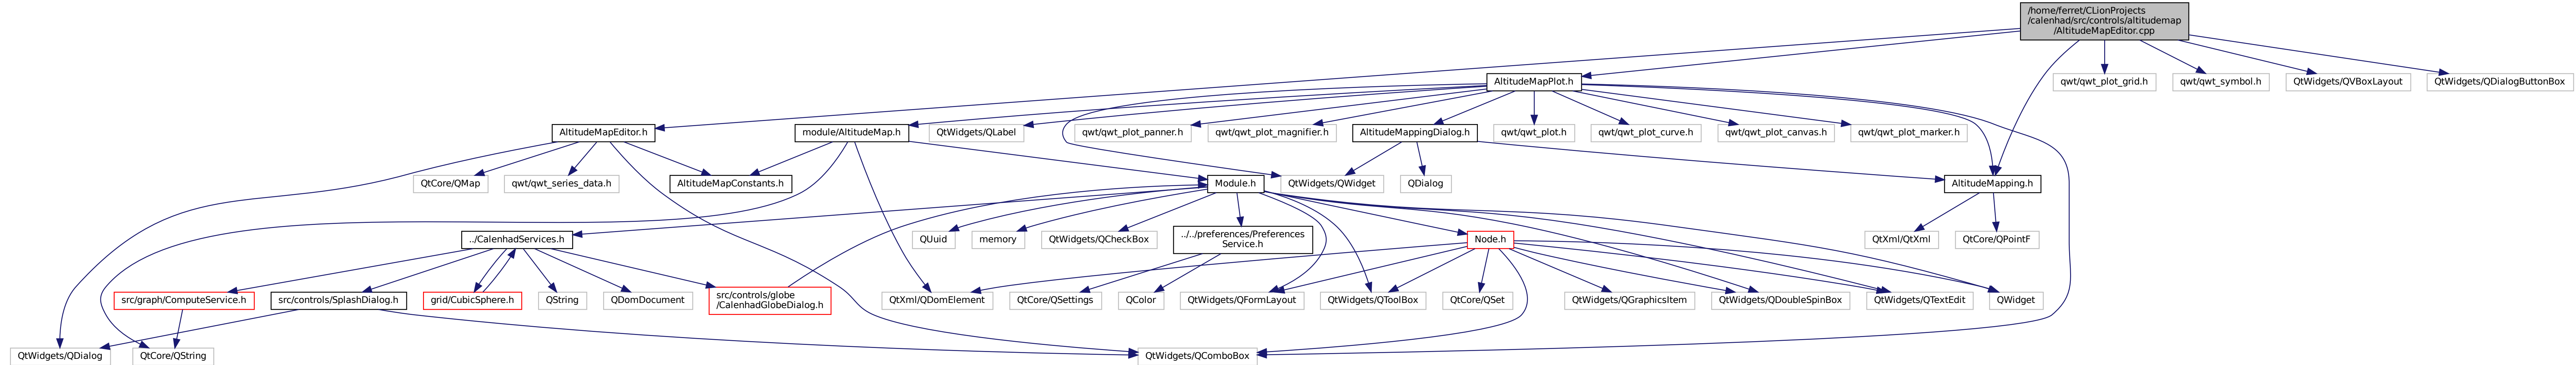 /home/ferret/CLionProjects
/calenhad/src/controls/altitudemap
/AltitudeMapEditor.cpp
AltitudeMapPlot.h
qwt/qwt_plot_grid.h
qwt/qwt_symbol.h
QtWidgets/QVBoxLayout
QtWidgets/QDialogButtonBox
AltitudeMapEditor.h
module/AltitudeMap.h
QtWidgets/QLabel
qwt/qwt_plot_panner.h
qwt/qwt_plot_magnifier.h
AltitudeMappingDialog.h
qwt/qwt_plot.h
qwt/qwt_plot_curve.h
qwt/qwt_plot_canvas.h
qwt/qwt_plot_marker.h
QtCore/QMap
qwt/qwt_series_data.h
AltitudeMapConstants.h
Module.h
QtWidgets/QWidget
QDialog
AltitudeMapping.h
../CalenhadServices.h
QUuid
memory
QtWidgets/QCheckBox
../../preferences/Preferences
Service.h
Node.h
QtXml/QtXml
QtCore/QPointF
src/graph/ComputeService.h
src/controls/SplashDialog.h
grid/CubicSphere.h
QString
QDomDocument
src/controls/globe
/CalenhadGlobeDialog.h
QtXml/QDomElement
QtCore/QSettings
QColor
QtWidgets/QFormLayout
QtWidgets/QToolBox
QtCore/QSet
QtWidgets/QGraphicsItem
QtWidgets/QDoubleSpinBox
QtWidgets/QTextEdit
QWidget
QtWidgets/QDialog
QtCore/QString
QtWidgets/QComboBox